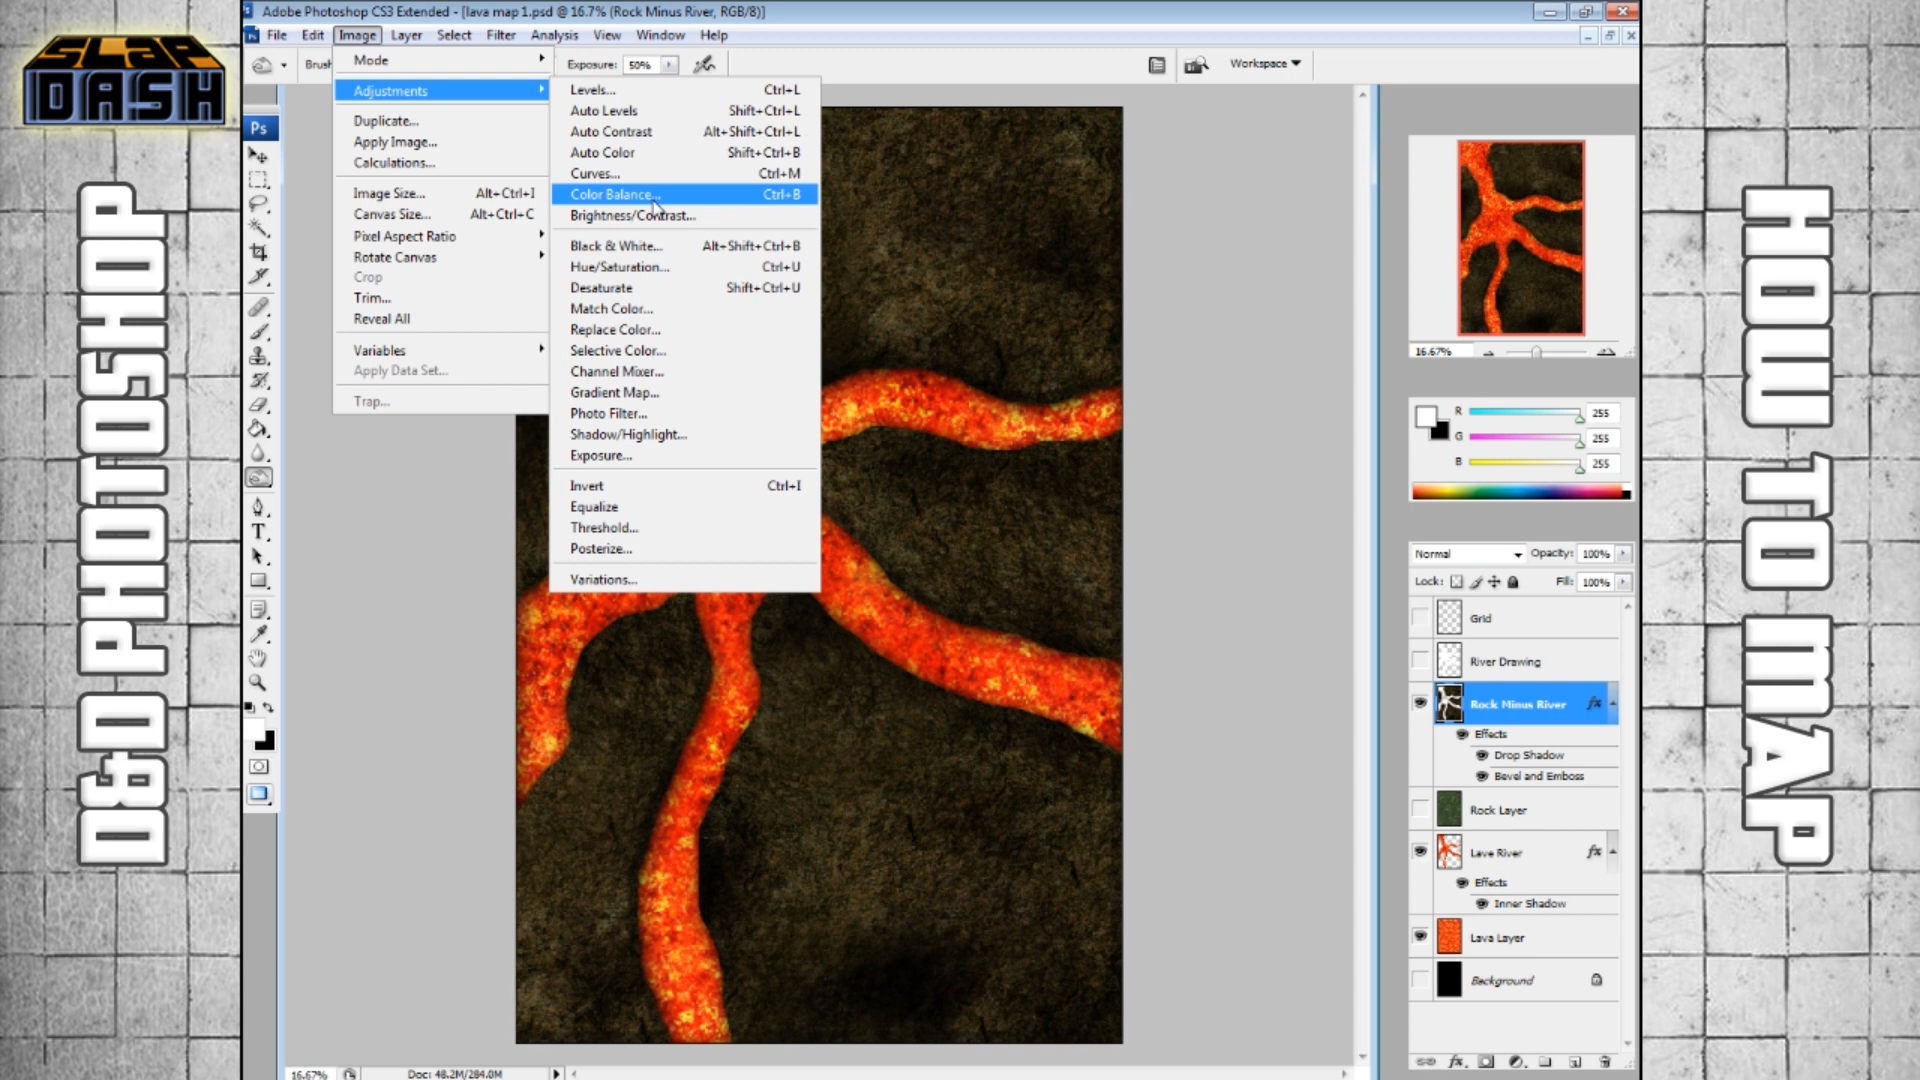 SLAP
DASH
D&D PHOTOSHOP
HOW TO MAP
Adobe Photoshop CS3 Extended - [lava map 1.psd @ 16.7% (Rock Minus River, RGB/8)]
File Edit Image Layer Select Filter Analysis View Window Help
Brush Exposure: 50% Workspace
Ps
Mode
Adjustments
Duplicate...
Apply Image...
Calculations...
Image Size... Alt+Ctrl+I
Canvas Size... Alt+Ctrl+C
Pixel Aspect Ratio
Rotate Canvas
Crop
Trim...
Reveal All
Variables
Apply Data Set...
Trap...
Levels... Ctrl+L
Auto Levels Shift+Ctrl+L
Auto Contrast Alt+Shift+Ctrl+L
Auto Color Shift+Ctrl+B
Curves... Ctrl+M
Color Balance... Ctrl+B
Brightness/Contrast...
Black & White... Alt+Shift+Ctrl+B
Hue/Saturation... Ctrl+U
Desaturate Shift+Ctrl+U
Match Color...
Replace Color...
Selective Color...
Channel Mixer...
Gradient Map...
Photo Filter...
Shadow/Highlight...
Exposure...
Invert Ctrl+I
Equalize
Threshold...
Posterize...
Variations...
16.67%
R 255
G 255
B 255
Normal Opacity: 100%
Lock: Fill: 100%
Grid
River Drawing
Rock Minus River fx
Effects
Drop Shadow
Bevel and Emboss
Rock Layer
Lave River fx
Effects
Inner Shadow
Lava Layer
Background
16.67% Doc: 48.2M/284.0M